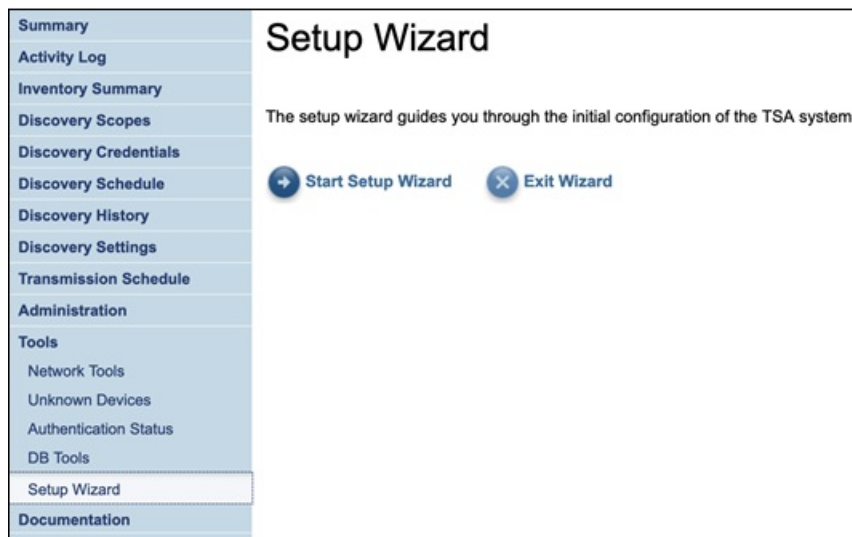 Summary
Activity Log
Inventory Summary
Discovery Scopes
Discovery Credentials
Discovery Schedule
Discovery History
Discovery Settings
Transmission Schedule
Administration
Tools
Network Tools
Unknown Devices
Authentication Status
DB Tools
Setup Wizard
Documentation
Setup Wizard
The setup wizard guides you through the initial configuration of the TSA system
Start Setup Wizard
Exit Wizard